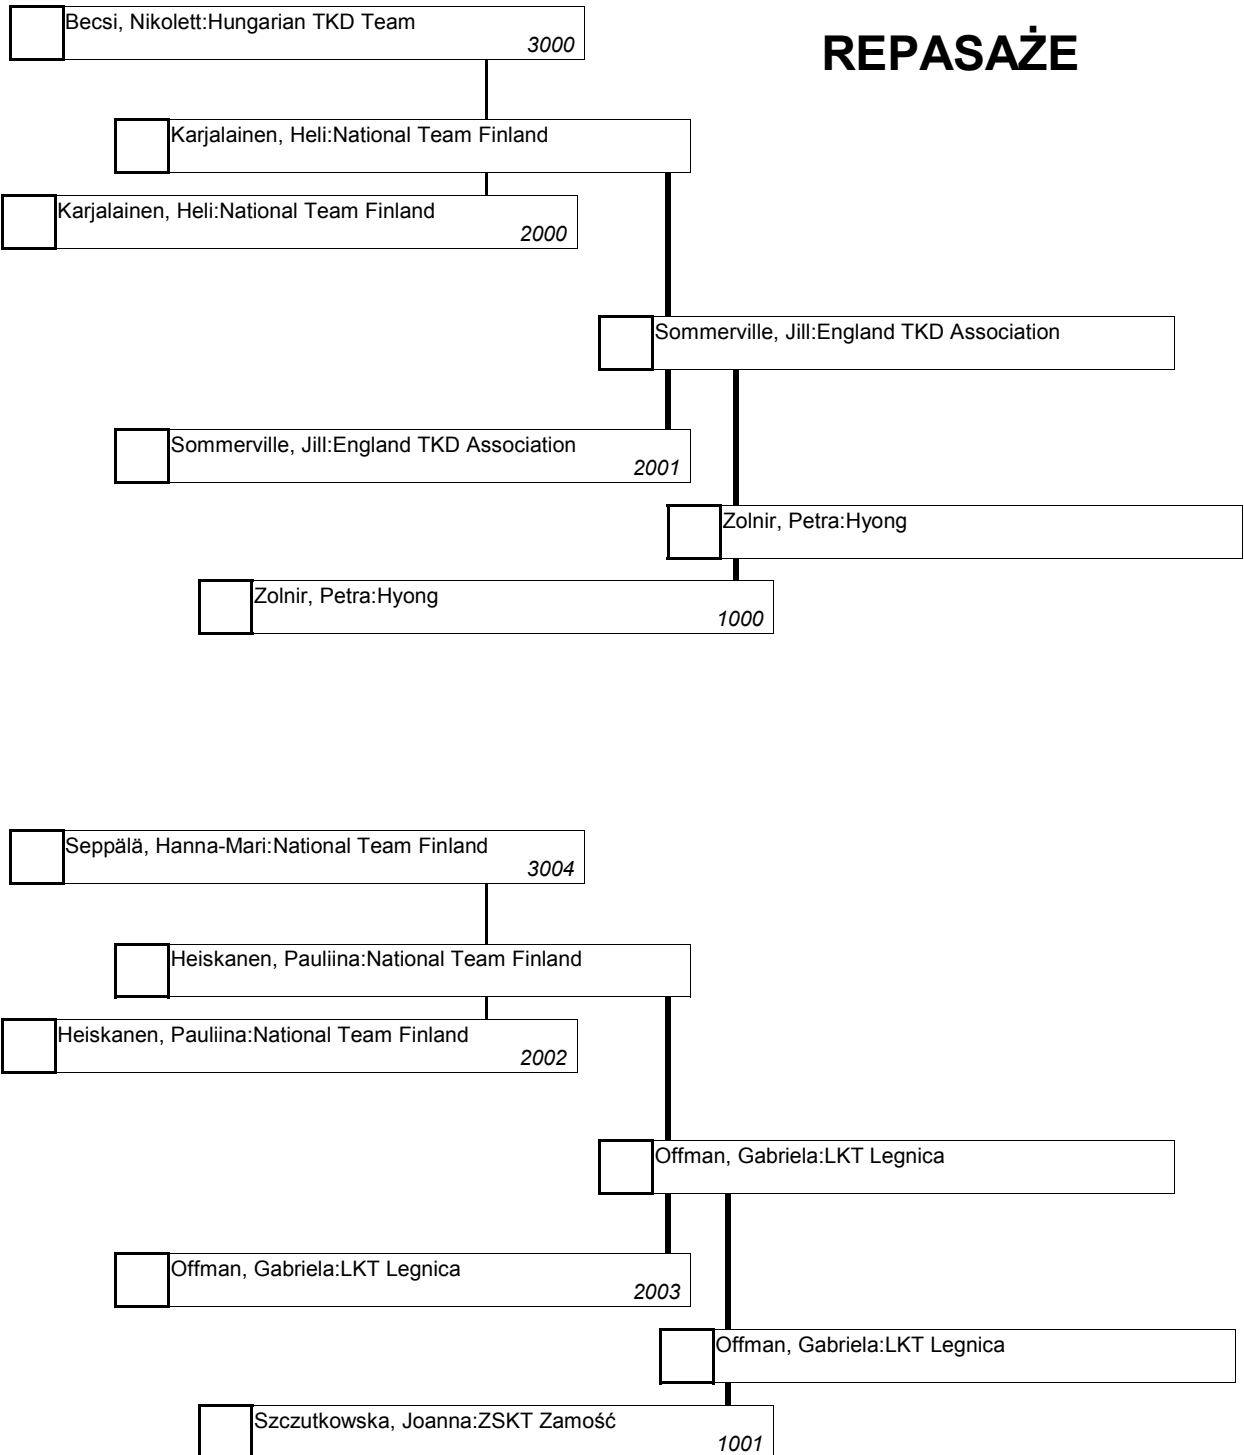 Becsi, Nikolett:Hungarian TKD Team
3000
REPASAŻE
Karjalainen, Heli:National Team Finland
Karjalainen, Heli:National Team Finland
2000
Sommerville, Jill:England TKD Association
Sommerville, Jill:England TKD Association
2001
Zolnir, Petra:Hyong
Zolnir, Petra:Hyong
1000
Seppälä, Hanna-Mari:National Team Finland
3004
Heiskanen, Pauliina:National Team Finland
Heiskanen, Pauliina:National Team Finland
2002
Offman, Gabriela:LKT Legnica
Offman, Gabriela:LKT Legnica
2003
Offman, Gabriela:LKT Legnica
Szczutkowska, Joanna:ZSKT Zamość
1001